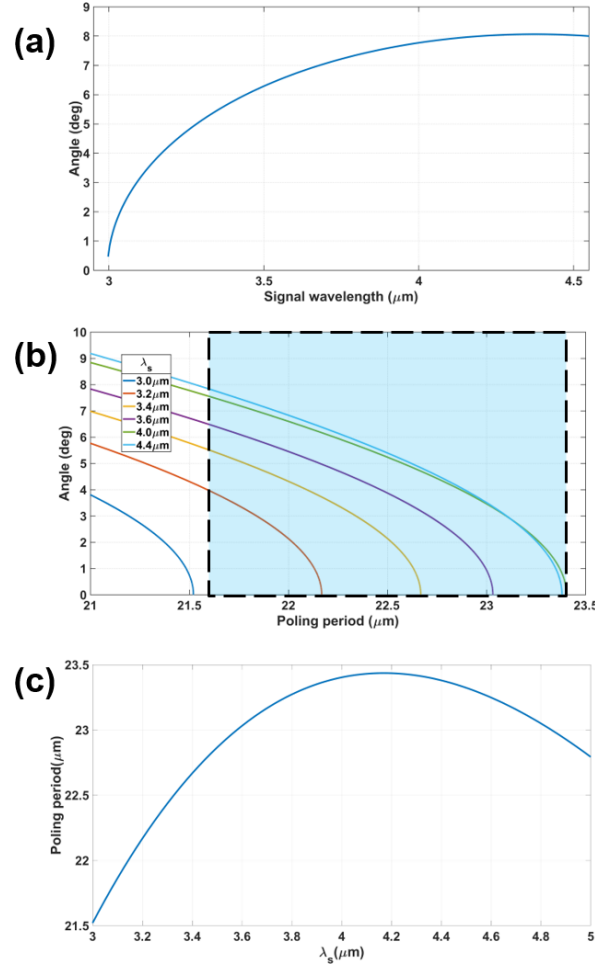 (a)
9
8
7
6
5
4
3
2
1
0
Angle (deg)
3 3.5 4 4.5
Signal wavelength (μm)
(b)
10
9
8
7
6
5
4
3
2
1
0
Angle (deg)
λs
3.0μm
3.2μm
3.4μm
3.6μm
4.0μm
4.4μm
21 21.5 22 22.5 23 23.5
Poling period (μm)
(c)
23.5
23
22.5
22
21.5
Poling period(μm)
3 3.2 3.4 3.6 3.8 4 4.2 4.4 4.6 4.8 5
λs(μm)